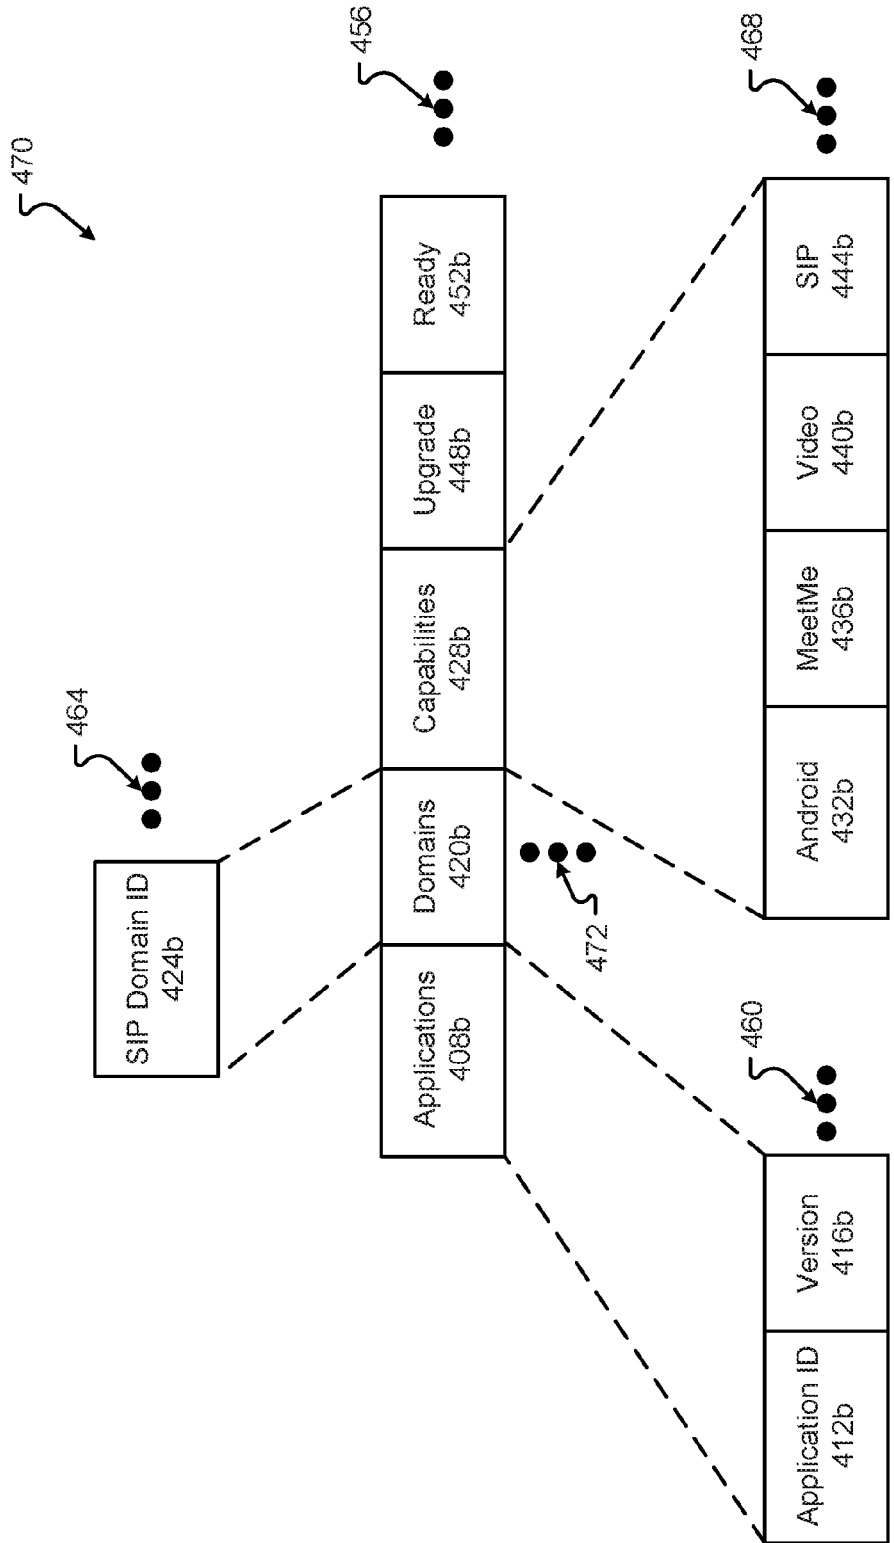 470
464
456
SIP Domain ID
424b
Applications
408b
Domains
420b
Capabilities
428b
Upgrade
448b
Ready
452b
472
460
468
Application ID
412b
Version
416b
Android
432b
MeetMe
436b
Video
440b
SIP
444b